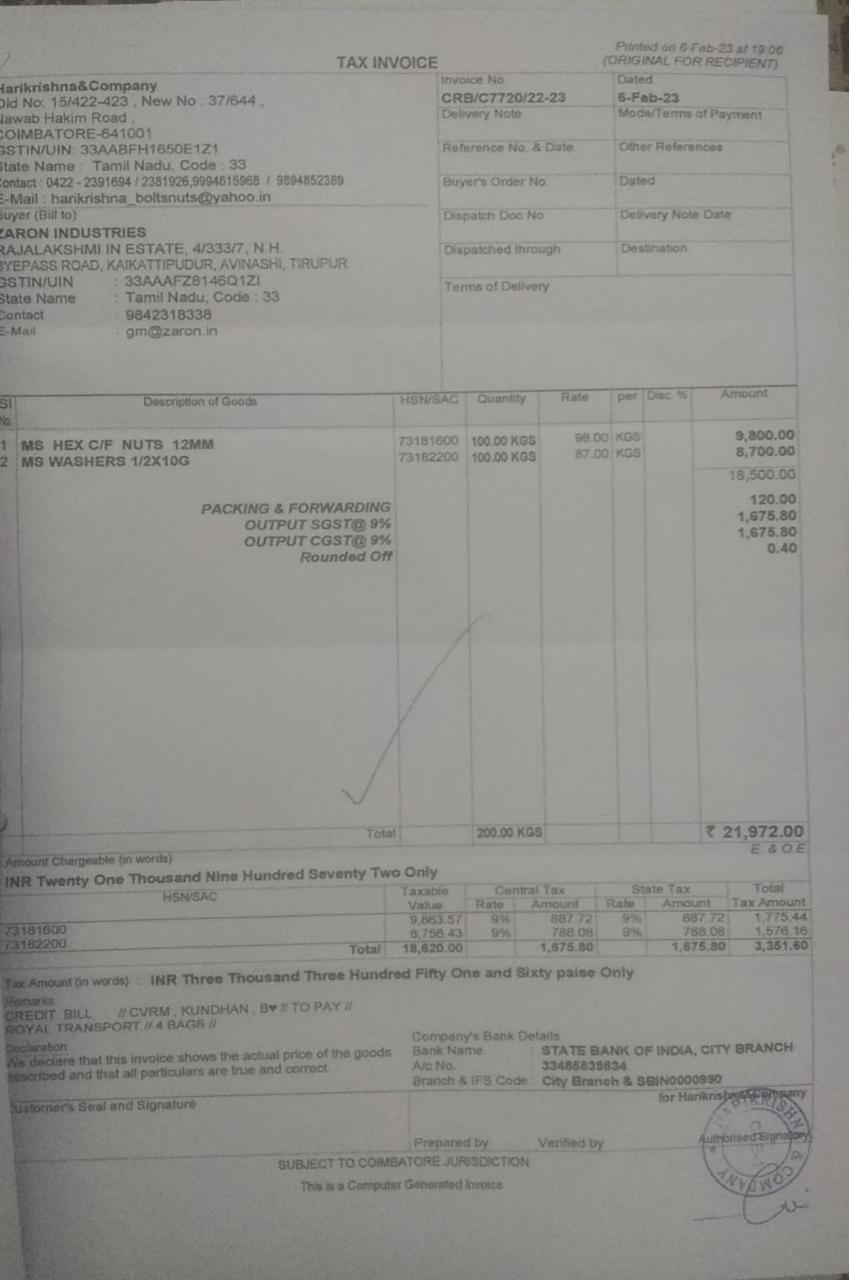 Printed on 6-Feb-23 at 19:06
TAX INVOICE
(ORIGINAL FOR RECIPIENT)
Harikrishna&Company
Old No: 15/422-423 , New No : 37/644 ,
Nawab Hakim Road ,
COIMBATORE-641001
GSTIN/UIN: 33AABFH1650E1Z1
State Name : Tamil Nadu, Code : 33
Contact : 0422 - 2391694 / 2381926,9994615968 / 9894852389
E-Mail : harikrishna_boltsnuts@yahoo.in
Buyer (Bill to)
ZARON INDUSTRIES
RAJALAKSHMI IN ESTATE, 4/333/7, N.H.
BYEPASS ROAD, KAIKATTIPUDUR, AVINASHI, TIRUPUR
GSTIN/UIN : 33AAAFZ8146Q1ZI
State Name : Tamil Nadu, Code : 33
Contact : 9842318338
E-Mail : gm@zaron.in
Invoice No. Dated
CRB/C7720/22-23 6-Feb-23
Delivery Note Mode/Terms of Payment
Reference No. & Date. Other References
Buyer's Order No. Dated
Dispatch Doc No. Delivery Note Date
Dispatched through Destination
Terms of Delivery
Sl Description of Goods HSN/SAC Quantity Rate per Disc. % Amount
No.
1 MS HEX C/F NUTS 12MM 73181600 100.00 KGS 98.00 KGS 9,800.00
2 MS WASHERS 1/2X10G 73182200 100.00 KGS 87.00 KGS 8,700.00
18,500.00
PACKING & FORWARDING 120.00
OUTPUT SGST@ 9% 1,675.80
OUTPUT CGST@ 9% 1,675.80
Rounded Off 0.40
Total 200.00 KGS ₹ 21,972.00
Amount Chargeable (in words) E. & O.E
INR Twenty One Thousand Nine Hundred Seventy Two Only
HSN/SAC Taxable Central Tax State Tax Total
Value Rate Amount Rate Amount Tax Amount
73181600 9,863.57 9% 887.72 9% 887.72 1,775.44
73182200 8,756.43 9% 788.08 9% 788.08 1,576.16
Total 18,620.00 1,675.80 1,675.80 3,351.60
Tax Amount (in words) : INR Three Thousand Three Hundred Fifty One and Sixty paise Only
Remarks
CREDIT BILL // CVRM , KUNDHAN , B♥ // TO PAY //
ROYAL TRANSPORT // 4 BAGS //
Declaration
We declare that this invoice shows the actual price of the goods
described and that all particulars are true and correct.
Company's Bank Details
Bank Name : STATE BANK OF INDIA, CITY BRANCH
A/c No. : 33485839834
Branch & IFS Code : City Branch & SBIN0000990
Customer's Seal and Signature
for Harikrishna&Company
Prepared by Verified by Authorised Signatory
HARIKRISHNA & COMPANY
SUBJECT TO COIMBATORE JURISDICTION
This is a Computer Generated Invoice